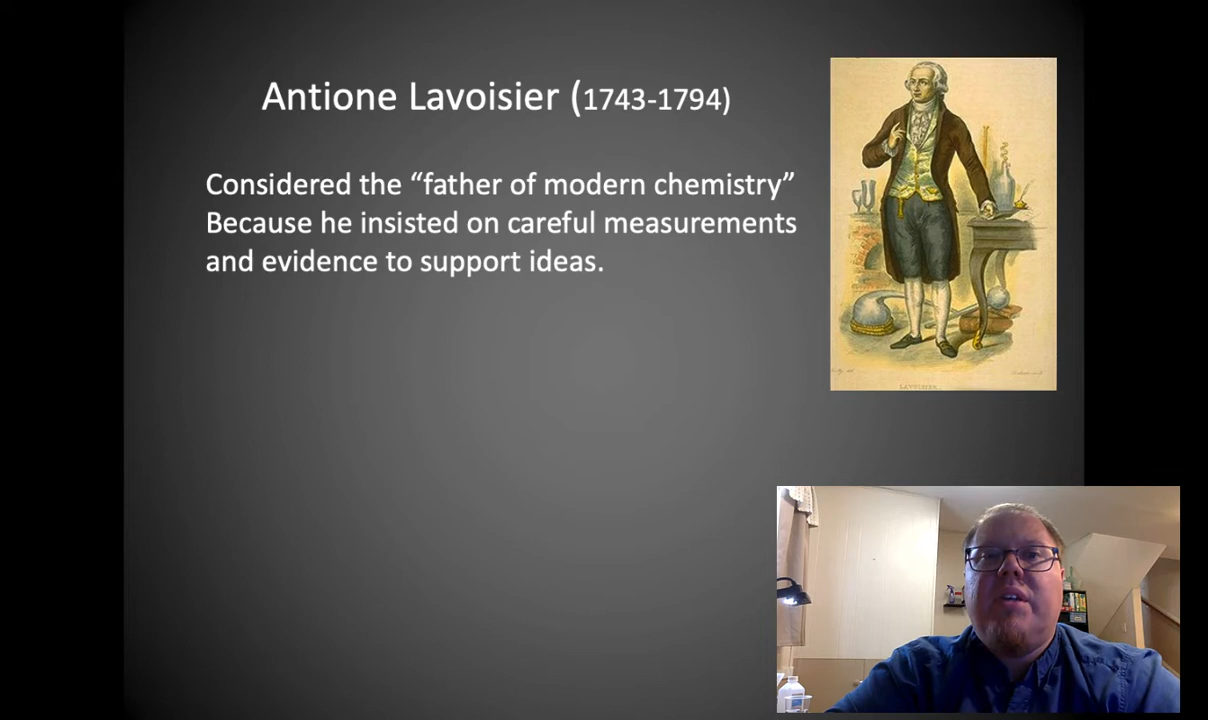 Antione Lavoisier (1743-1794)
Considered the “father of modern chemistry”
Because he insisted on careful measurements
and evidence to support ideas.
LAVOISIER.